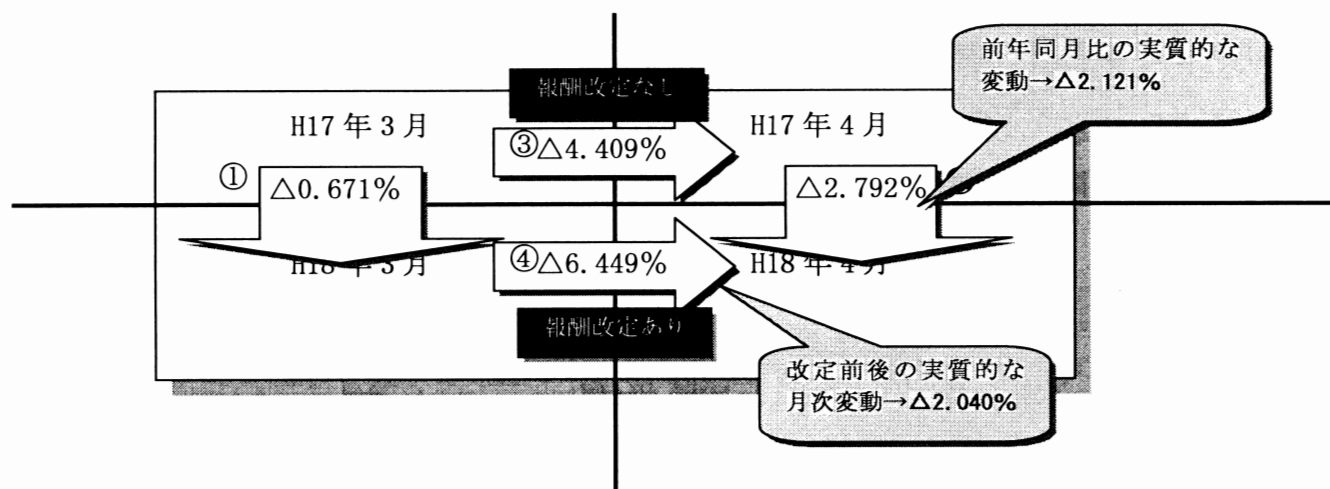 前年同月比の実質的な
変動→△2.121%
報酬改定なし
H17年3月
③△4.409%
H17年4月
①
△0.671%
△2.792%
H18年3月
④△6.449%
H18年4月
報酬改定あり
改定前後の実質的な
月次変動→△2.040%